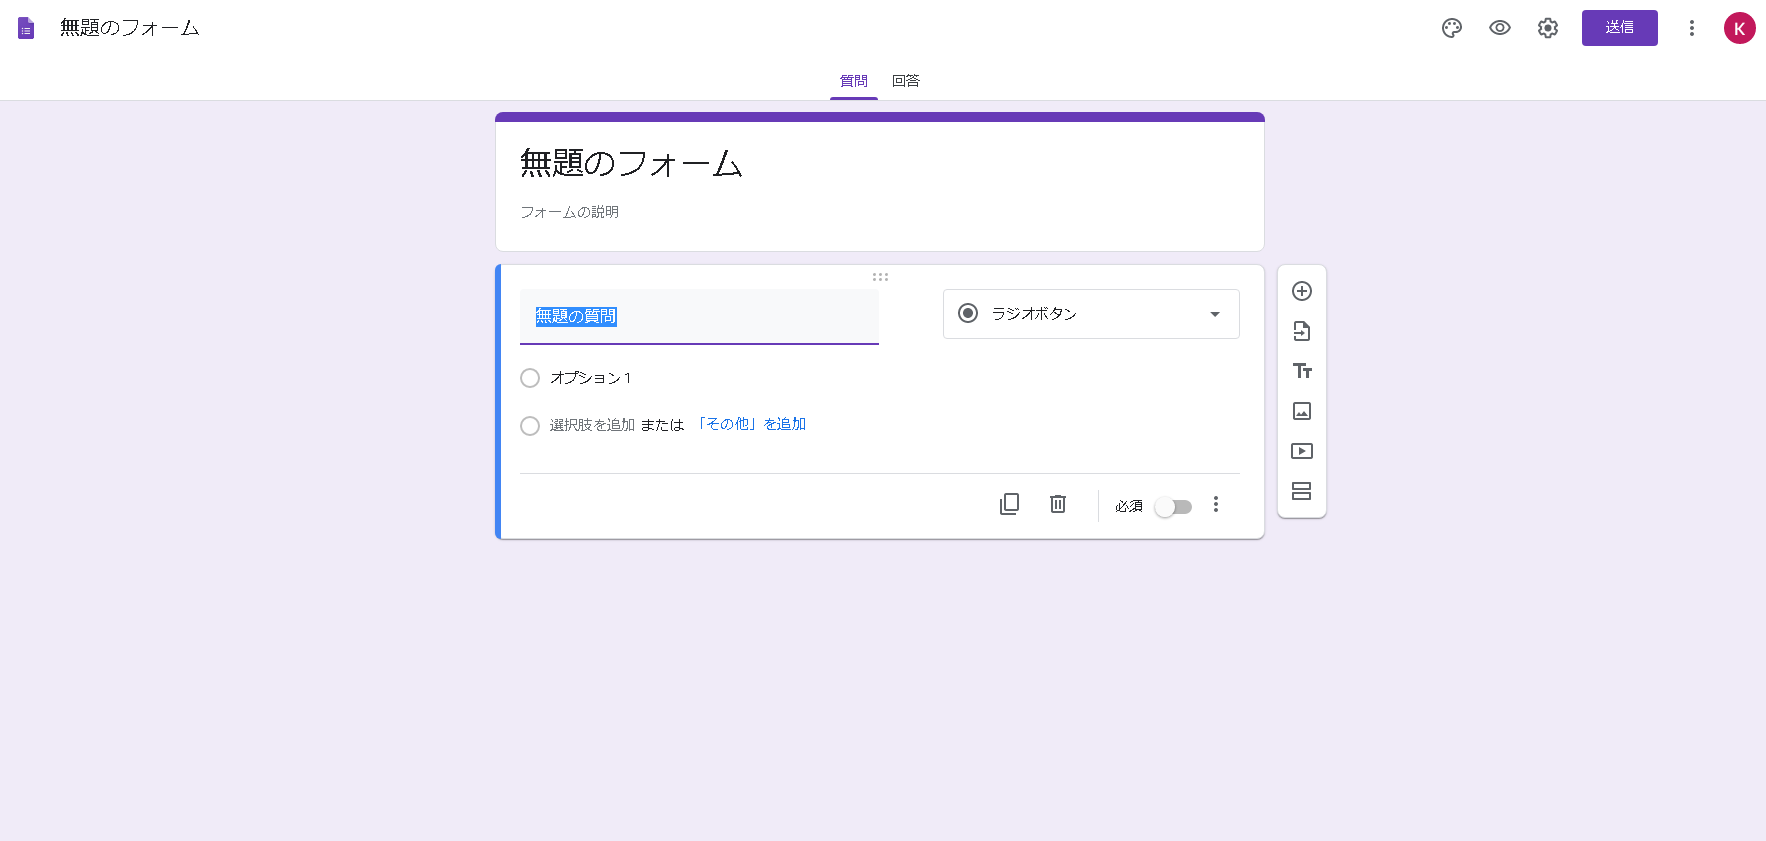 無題のフォーム
送信
K
質問 回答
無題のフォーム
フォームの説明
無題の質問
ラジオボタン
オプション 1
選択肢を追加 または 「その他」を追加
必須
Tт